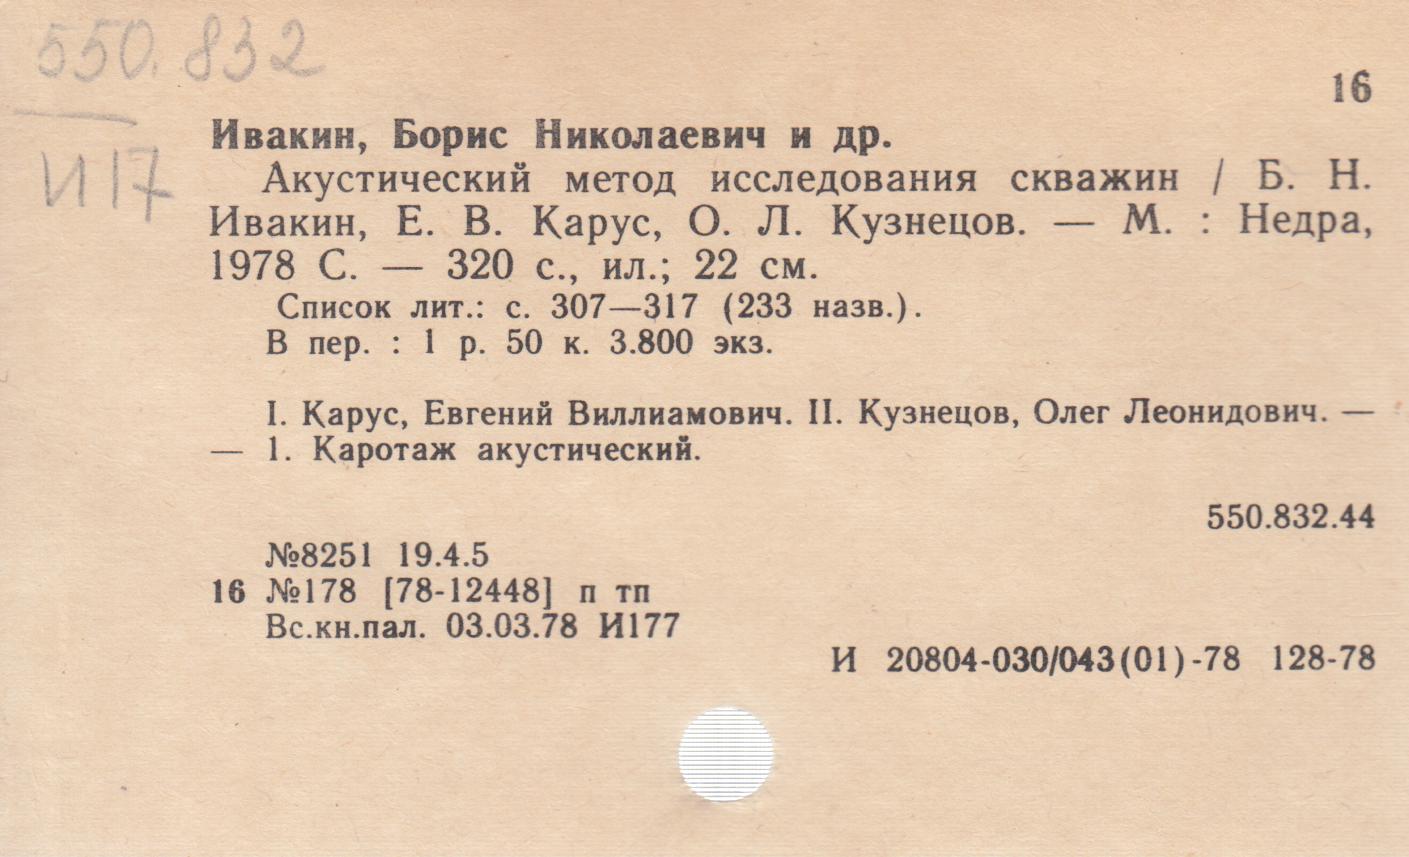 550.832
И17
16
Ивакин, Борис Николаевич и др.
Акустический метод исследования скважин / Б. Н.
Ивакин, Е. В. Карус, О. Л. Кузнецов. — М. : Недра,
1978 С. — 320 с., ил.; 22 см.
Список лит.: с. 307—317 (233 назв.).
В пер. : 1 р. 50 к. 3.800 экз.
I. Карус, Евгений Виллиамович. II. Кузнецов, Олег Леонидович. —
— 1. Каротаж акустический.
550.832.44
№8251 19.4.5
16 №178 [78-12448] п тп
Вс.кн.пал. 03.03.78 И177
И 20804-030/043(01)-78 128-78